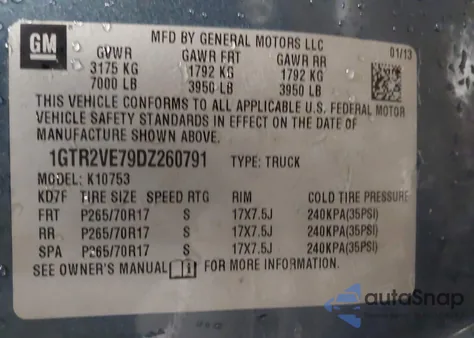 GM
MFD BY GENERAL MOTORS LLC
01/13
GVWR GAWR FRT GAWR RR
3175 KG 1792 KG 1792 KG
7000 LB 3950 LB 3950 LB
THIS VEHICLE CONFORMS TO ALL APPLICABLE U.S. FEDERAL MOTOR
VEHICLE SAFETY STANDARDS IN EFFECT ON THE DATE OF
MANUFACTURE SHOWN ABOVE.
1GTR2VE79DZ260791 TYPE: TRUCK
MODEL: K10753
KD7F TIRE SIZE SPEED RTG RIM COLD TIRE PRESSURE
FRT P265/70R17 S 17X7.5J 240KPA(35PSI)
RR P265/70R17 S 17X7.5J 240KPA(35PSI)
SPA P265/70R17 S 17X7.5J 240KPA(35PSI)
SEE OWNER'S MANUAL i FOR MORE INFORMATION.
autoSnap